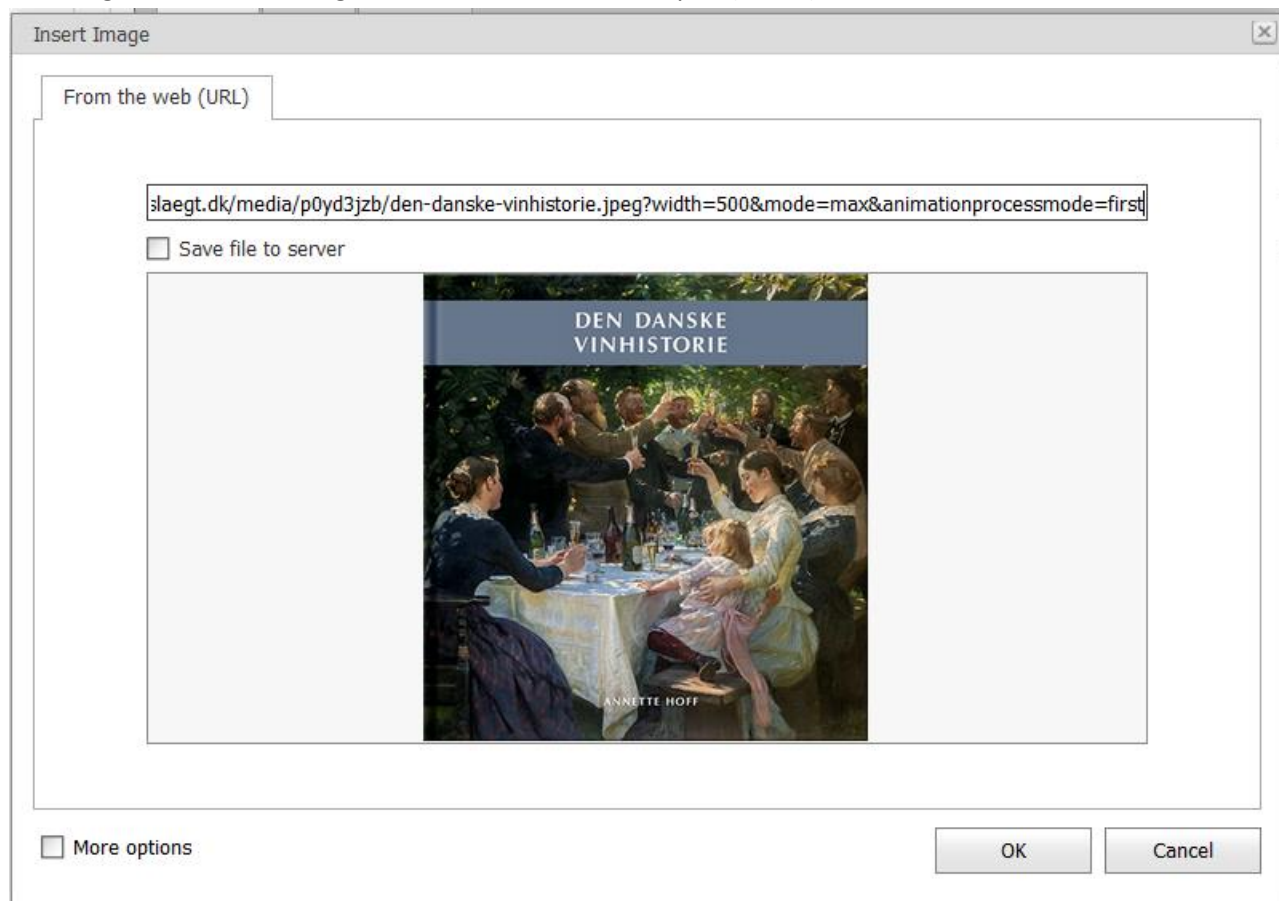 Insert Image
From the web (URL)
slaegt.dk/media/p0yd3jzb/den-danske-vinhistorie.jpeg?width=500&mode=max&animationprocessmode=first
Save file to server
DEN DANSKE
VINHISTORIE
ANNETTE HOFF
More options
OK Cancel